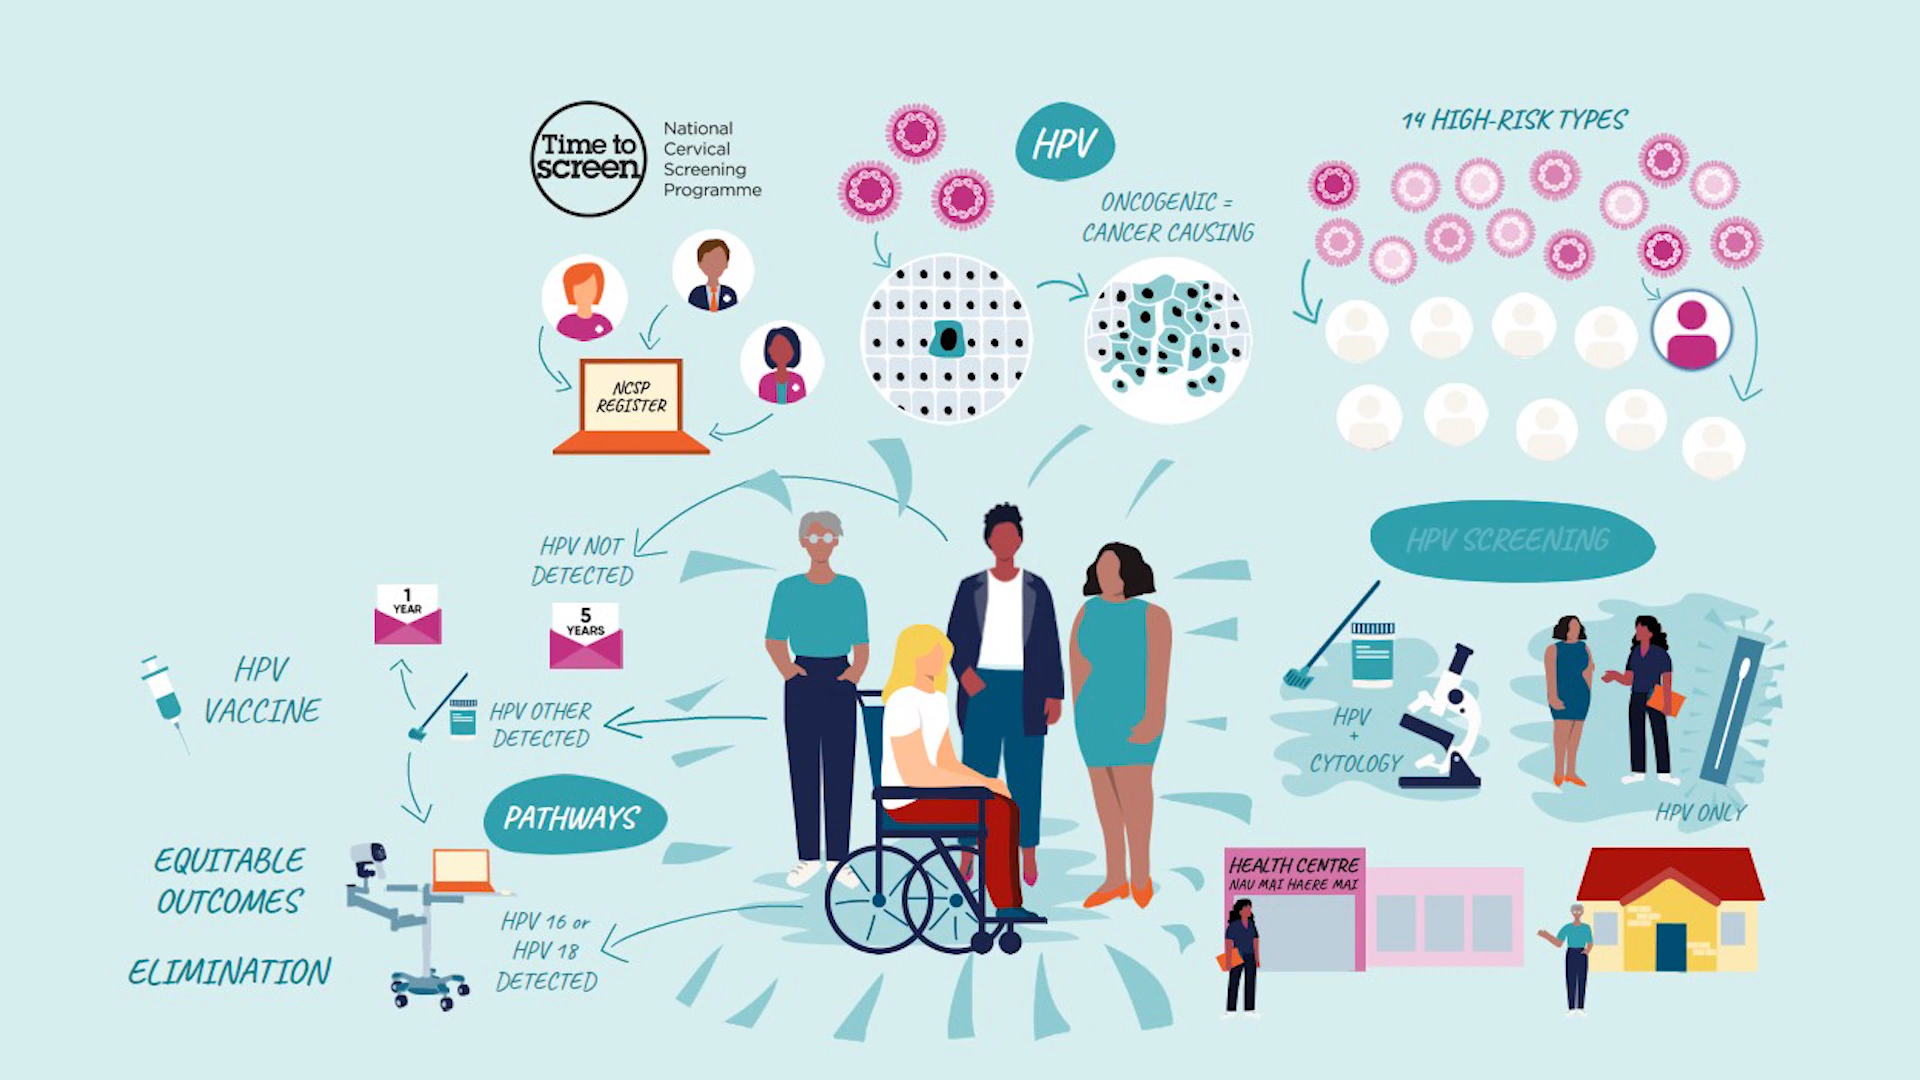 Time to
screen
National
Cervical
Screening
Programme
HPV
ONCOGENIC =
CANCER CAUSING
14 HIGH-RISK TYPES
NCSP
REGISTER
HPV NOT
DETECTED
1
YEAR
5
YEARS
HPV
VACCINE
HPV OTHER
DETECTED
PATHWAYS
EQUITABLE
OUTCOMES
ELIMINATION
HPV 16 or
HPV 18
DETECTED
HPV SCREENING
HPV
+
CYTOLOGY
HPV ONLY
HEALTH CENTRE
NAU MAI HAERE MAI